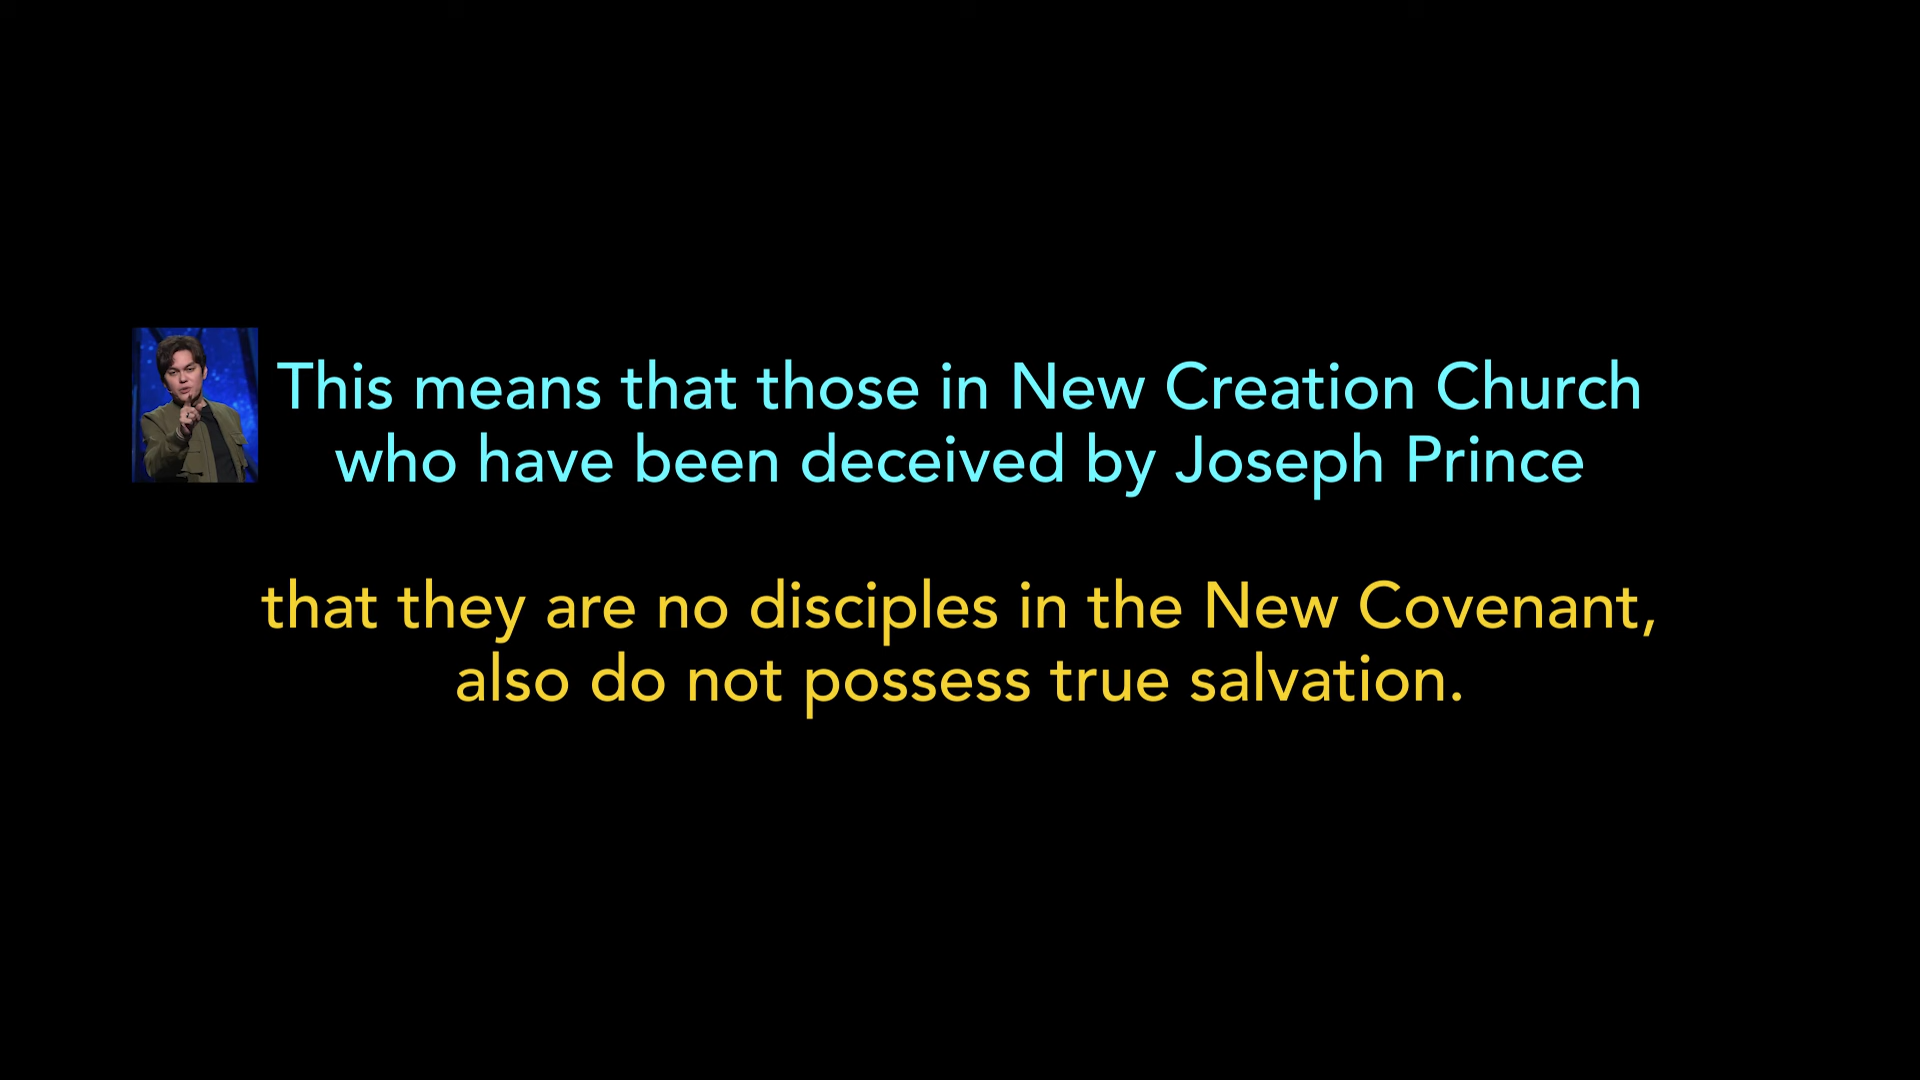 This means that those in New Creation Church
who have been deceived by Joseph Prince
that they are no disciples in the New Covenant,
also do not possess true salvation.